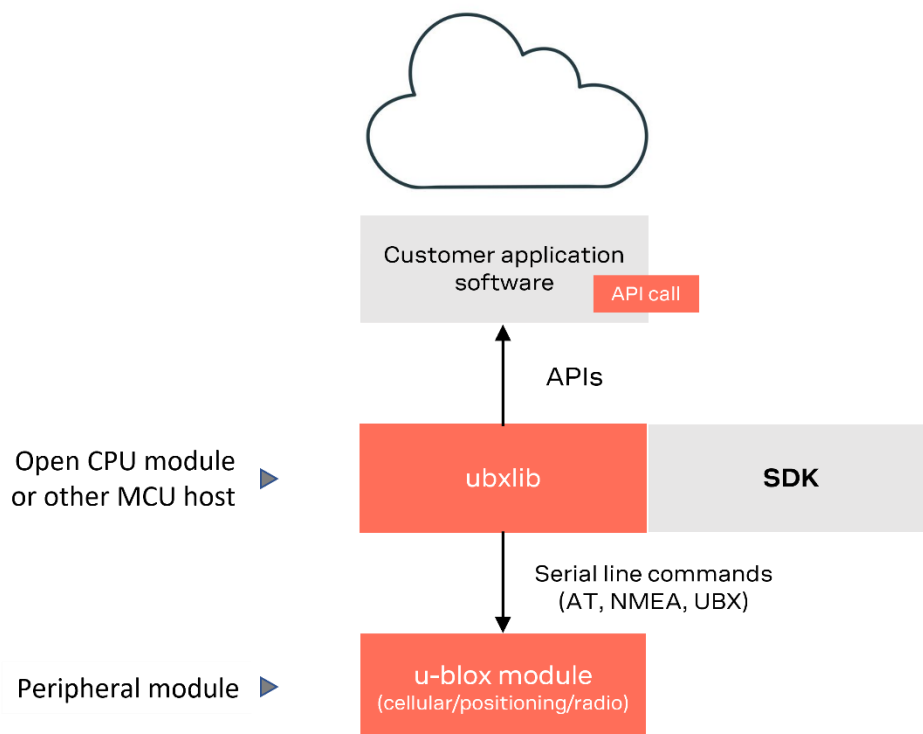 Customer application
software
API call
APIs
Open CPU module
or other MCU host
ubxlib
SDK
Serial line commands
(AT, NMEA, UBX)
Peripheral module
u-blox module
(cellular/positioning/radio)